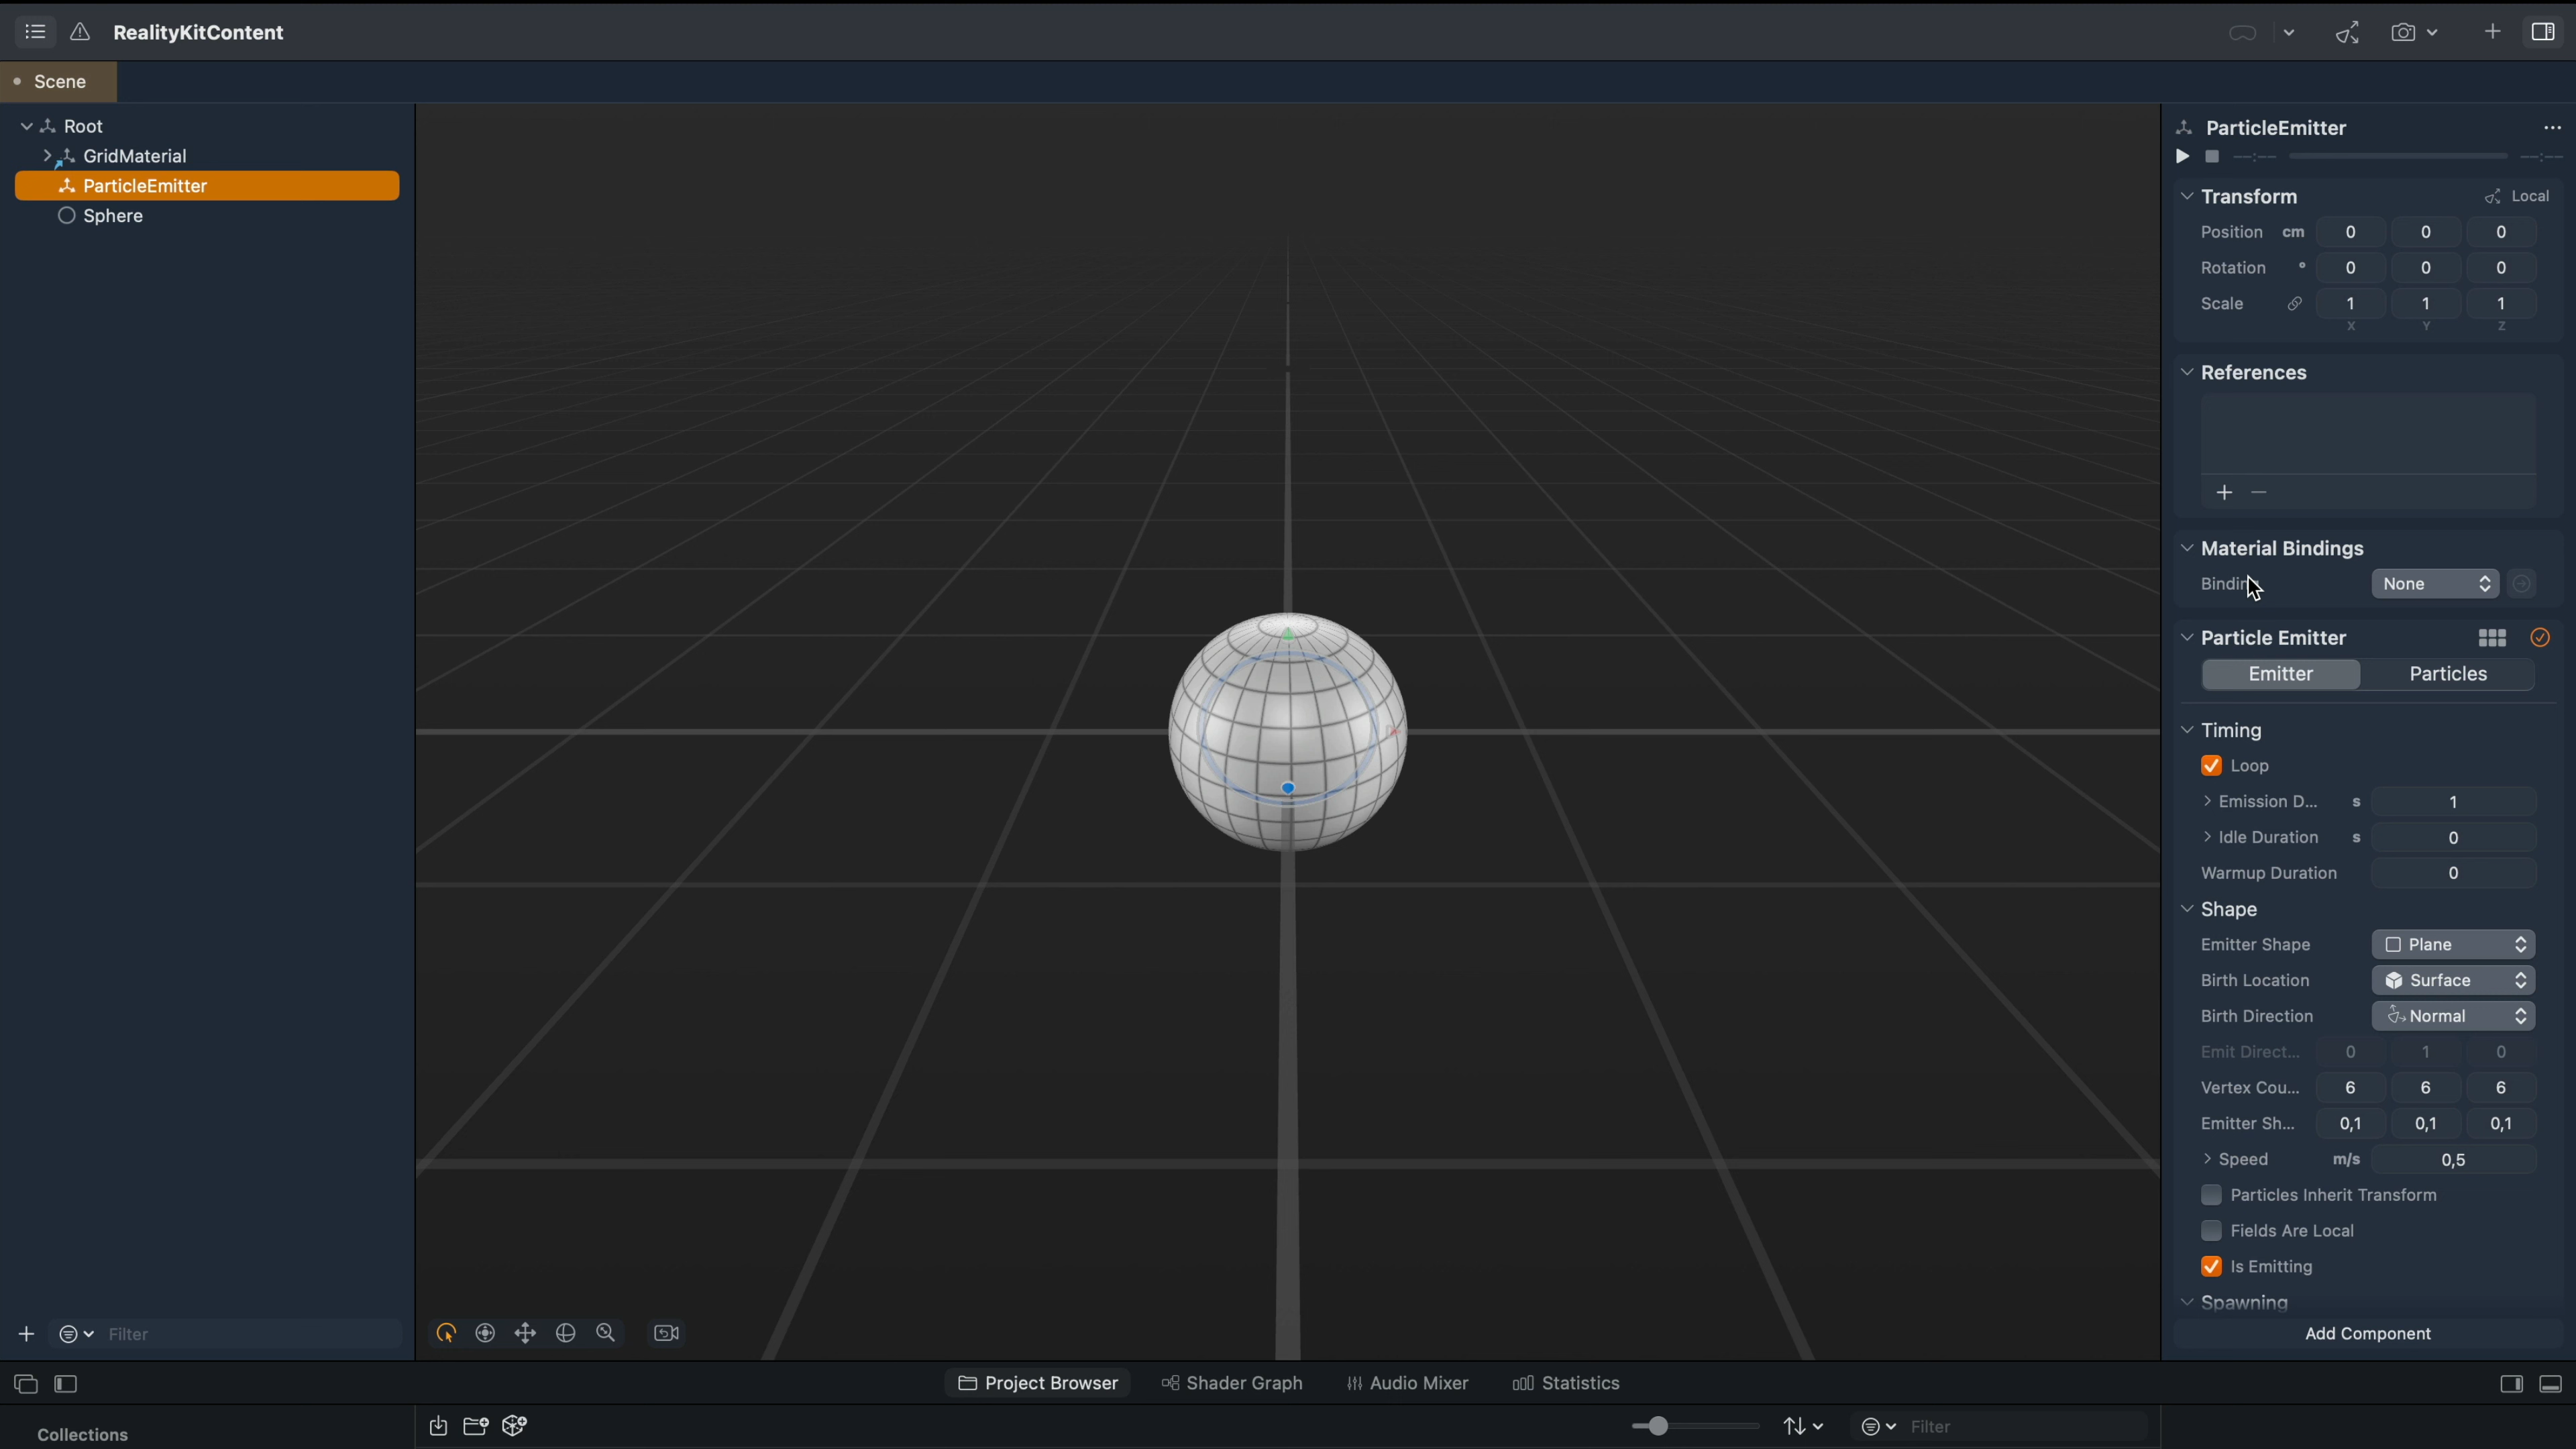 RealityKitContent
Scene
Root
GridMaterial
ParticleEmitter
Sphere
Filter
ParticleEmitter
--:--
--:--
Transform Local
Position cm 0 0 0
Rotation ° 0 0 0
Scale 1 1 1
X Y Z
References
Material Bindings
None
Particle Emitter
Emitter Particles
Timing
Loop
Emission D... s 1
Idle Duration s 0
Warmup Duration 0
Shape
Emitter Shape Plane
Birth Location Surface
Birth Direction Normal
Emit Direct... 0 1 0
Vertex Cou... 6 6 6
Emitter Sh... 0,1 0,1 0,1
Speed m/s 0,5
Particles Inherit Transform
Fields Are Local
Is Emitting
Spawning
Add Component
Project Browser Shader Graph Audio Mixer Statistics
Collections
Filter